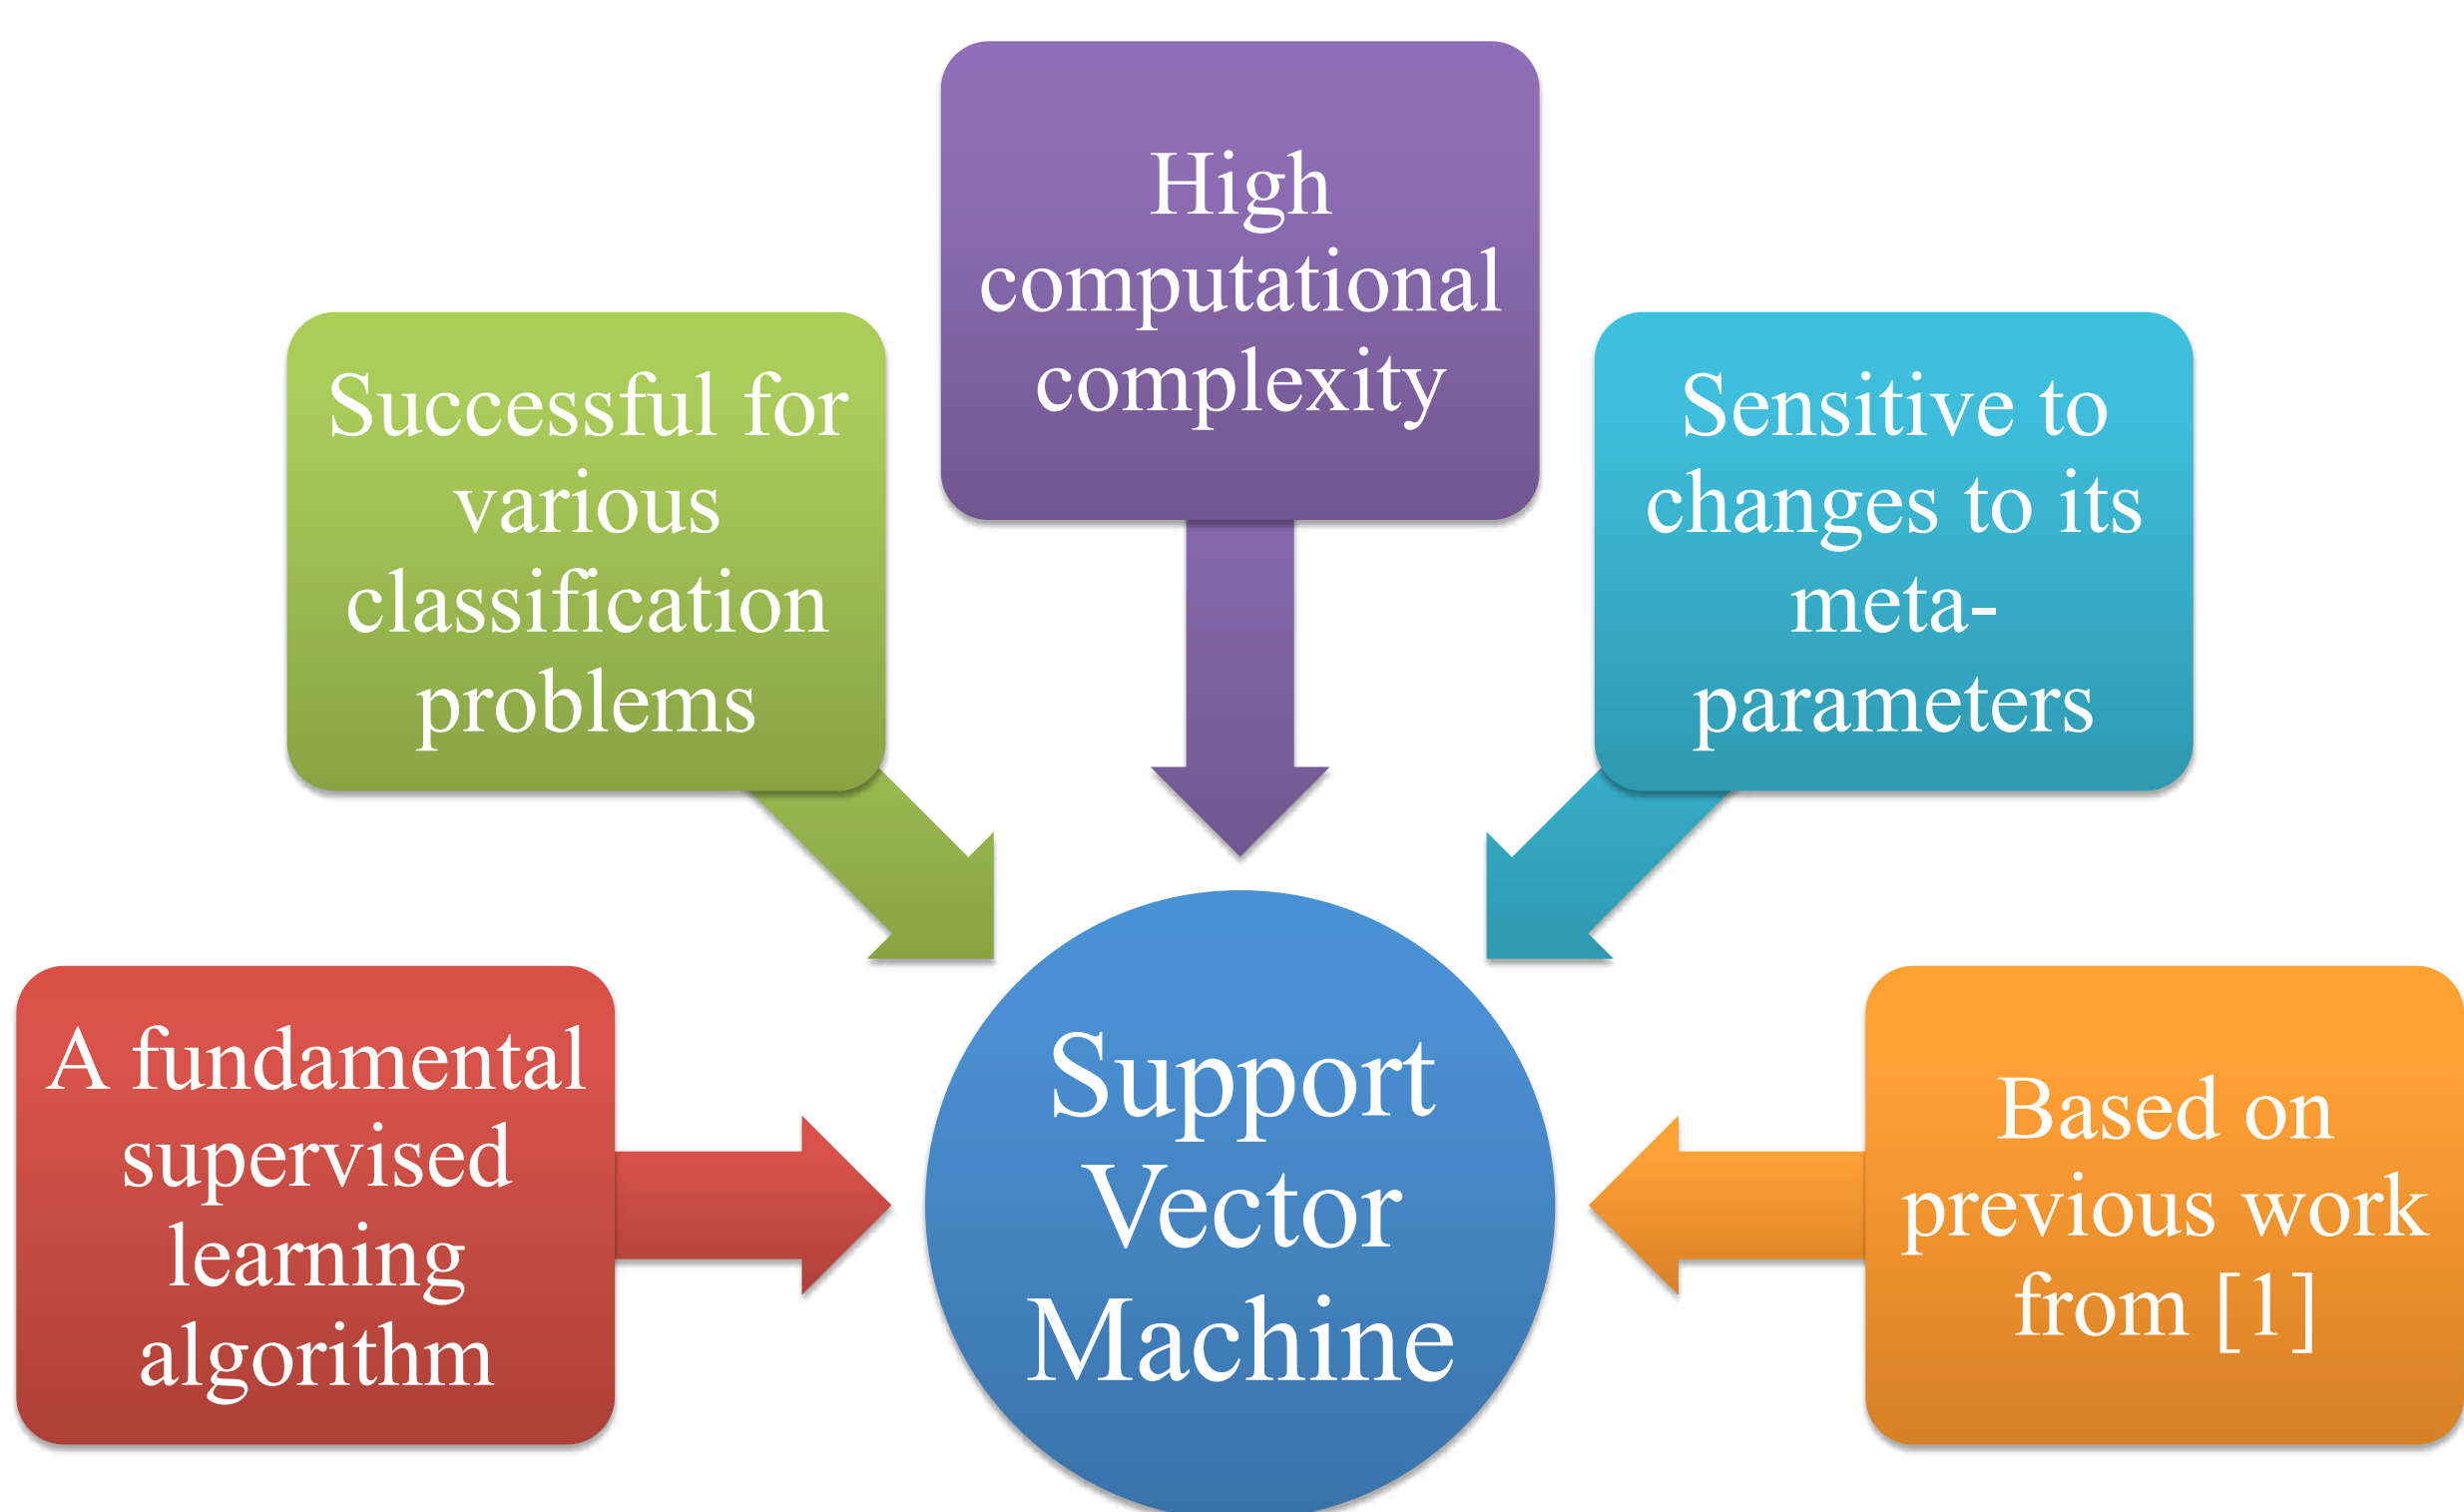 High
computational
complexity
Successful for
various
classification
problems
Sensitive to
changes to its
meta-
parameters
A fundamental
supervised
learning
algorithm
Support
Vector
Machine
Based on
previous work
from [1]